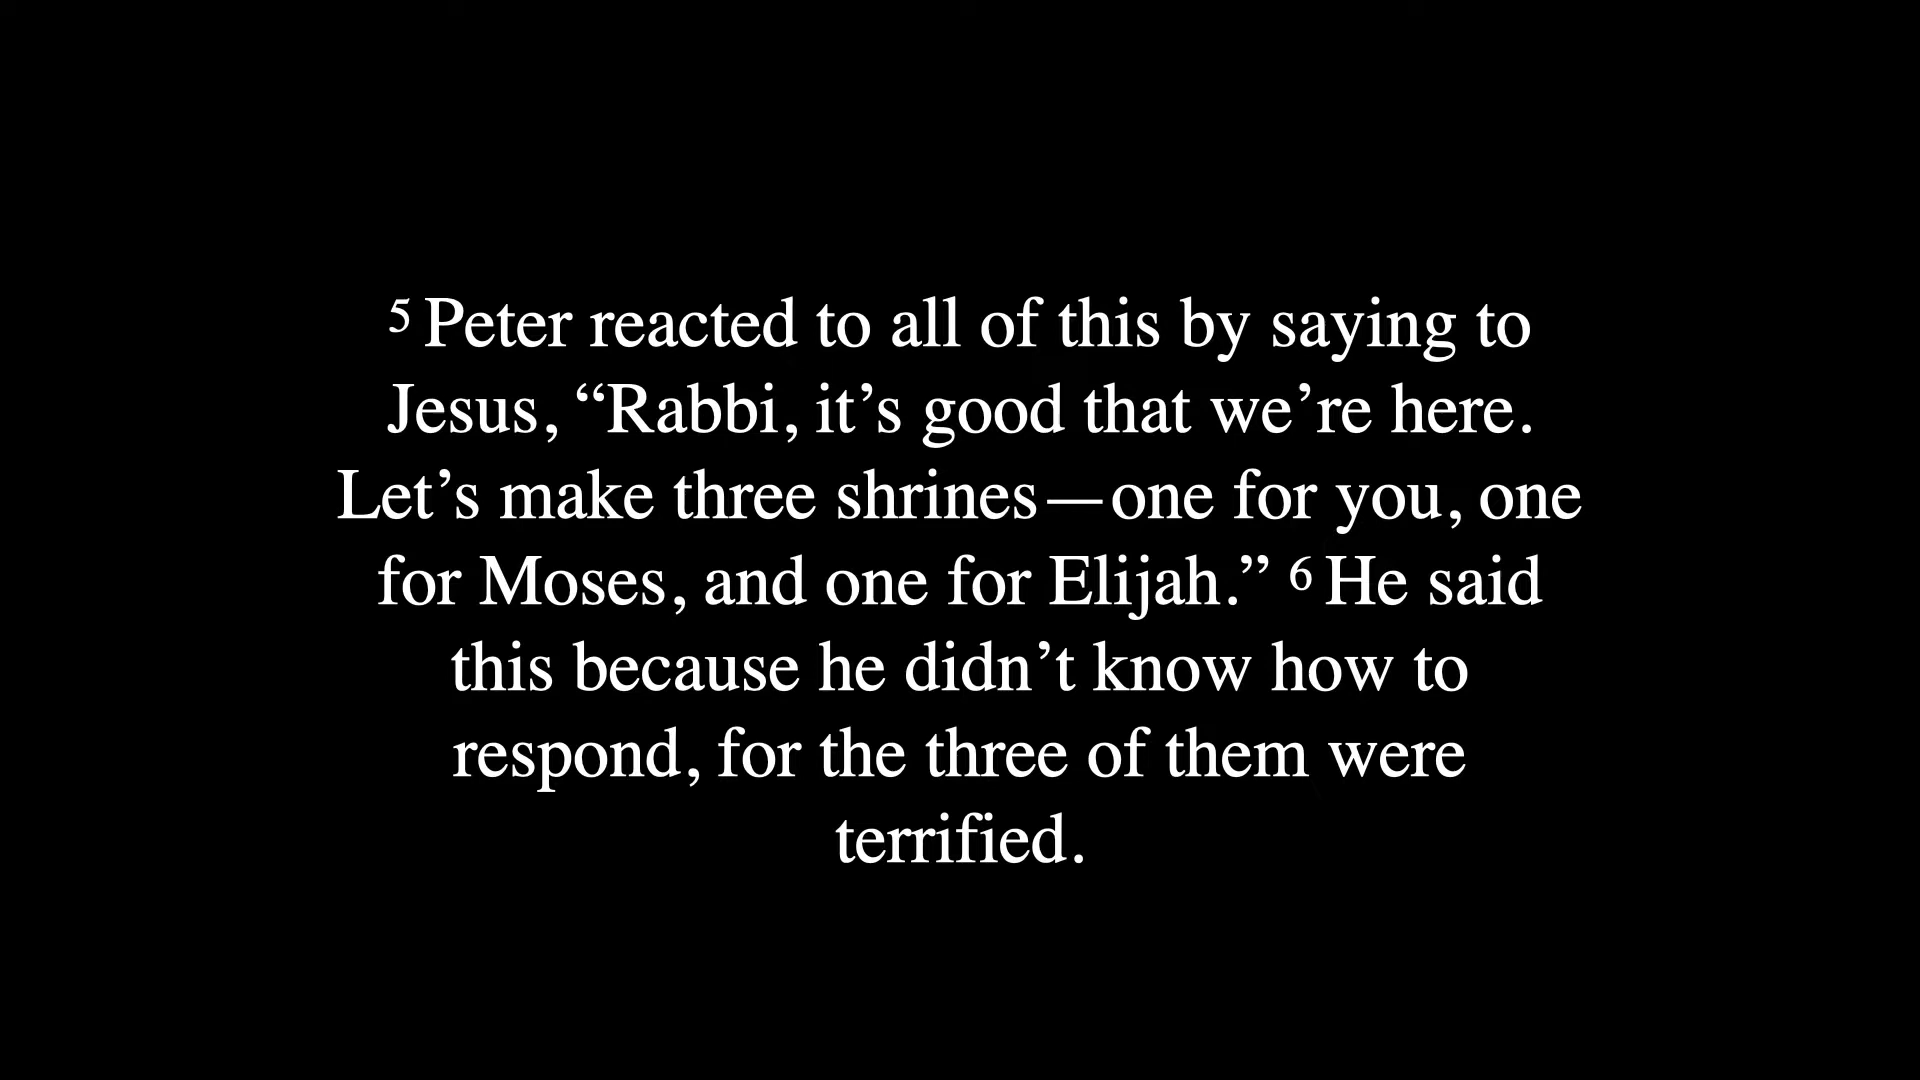 ⁵ Peter reacted to all of this by saying to
Jesus, “Rabbi, it’s good that we’re here.
Let’s make three shrines—one for you, one
for Moses, and one for Elijah.” ⁶ He said
this because he didn’t know how to
respond, for the three of them were
terrified.